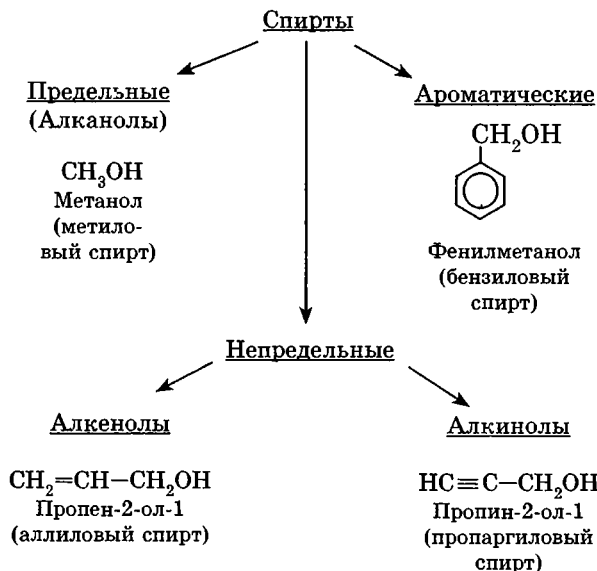 Спирты
Предельные
(Алканолы)
CH₃OH
Метанол
(метило-
вый спирт)
Ароматические
CH₂OH
Фенилметанол
(бензиловый
спирт)
Непредельные
Алкенолы
CH₂=CH−CH₂OH
Пропен-2-ол-1
(аллиловый спирт)
Алкинолы
HC≡C−CH₂OH
Пропин-2-ол-1
(пропаргиловый
спирт)